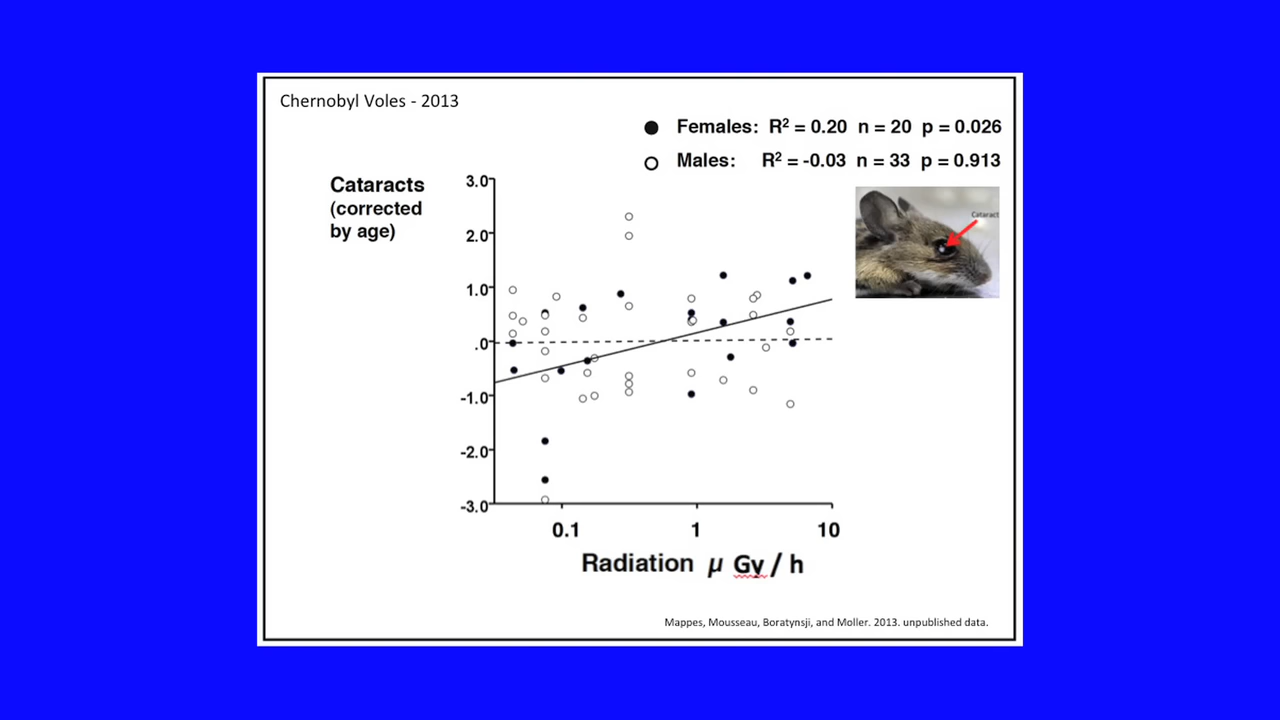 Chernobyl Voles - 2013
Females: R² = 0.20 n = 20 p = 0.026
Males: R² = -0.03 n = 33 p = 0.913
Cataracts
(corrected
by age)
3.0
2.0
1.0
.0
-1.0
-2.0
-3.0
Cataract
0.1 1 10
Radiation μ Gy / h
Mappes, Mousseau, Boratynsji, and Moller. 2013. unpublished data.